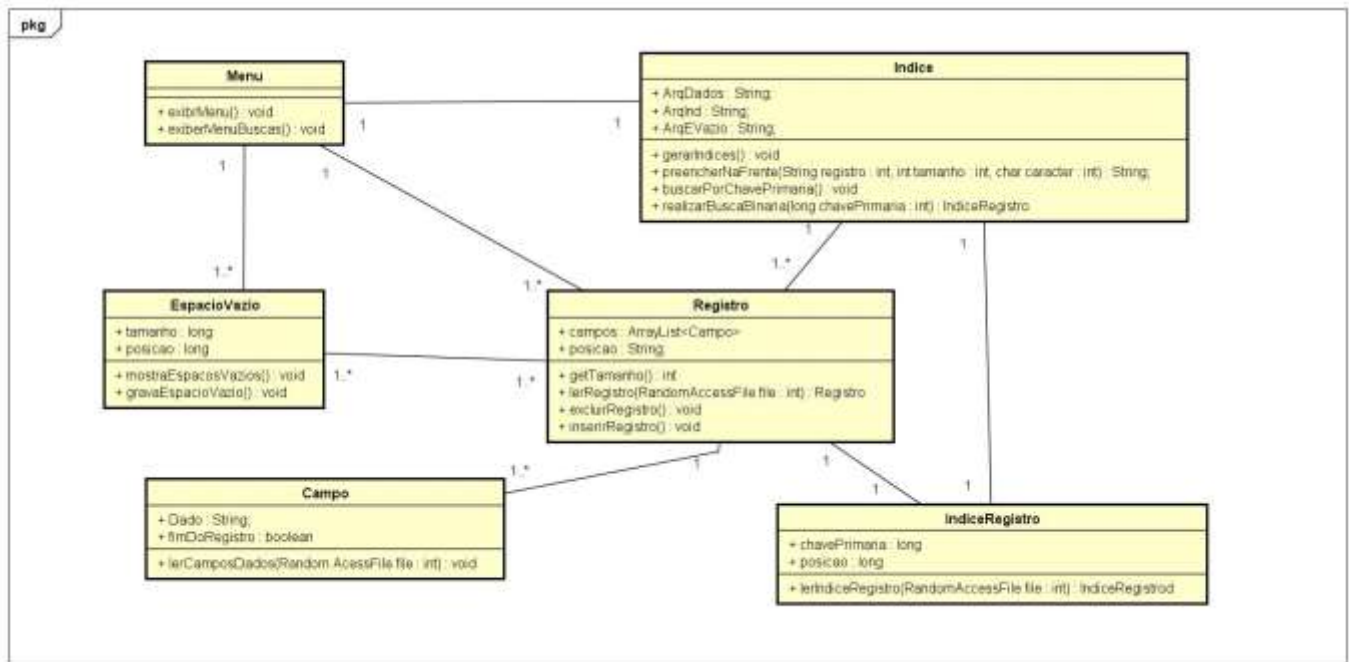 pkg
Menu
+ exibrMenu() : void
+ exiberMenuBuscas() : void
Indice
+ ArqDados : String;
+ ArqInd : String;
+ ArqEVazio : String;
+ gerarIndices() : void
+ preencherNaFrente(String registro : int, int tamanho : int, char caracter : int) : String;
+ buscarPorChavePrimaria() : void
+ realizarBuscaBinaria(long chavePrimaria : int) : IndiceRegistro
1
1
1
1
1
1
1..*
1..*
1..*
EspacioVazio
+ tamanho : long
+ posicao : long
+ mostraEspacosVazios() : void
+ gravaEspacioVazio() : void
Registro
+ campos : ArrayList<Campo>
+ posicao : String;
+ getTamanho() : int
+ lerRegistro(RandomAccessFile file : int) : Registro
+ excluirRegistro() : void
+ inserirRegistro() : void
1..*
1..*
1..*
1
1
1
1
Campo
+ Dado : String;
+ fimDoRegistro : boolean
+ lerCamposDados(Random AcessFile file : int) : void
IndiceRegistro
+ chavePrimaria : long
+ posicao : long
+ lerIndiceRegistro(RandomAccessFile file : int) : IndiceRegistrod